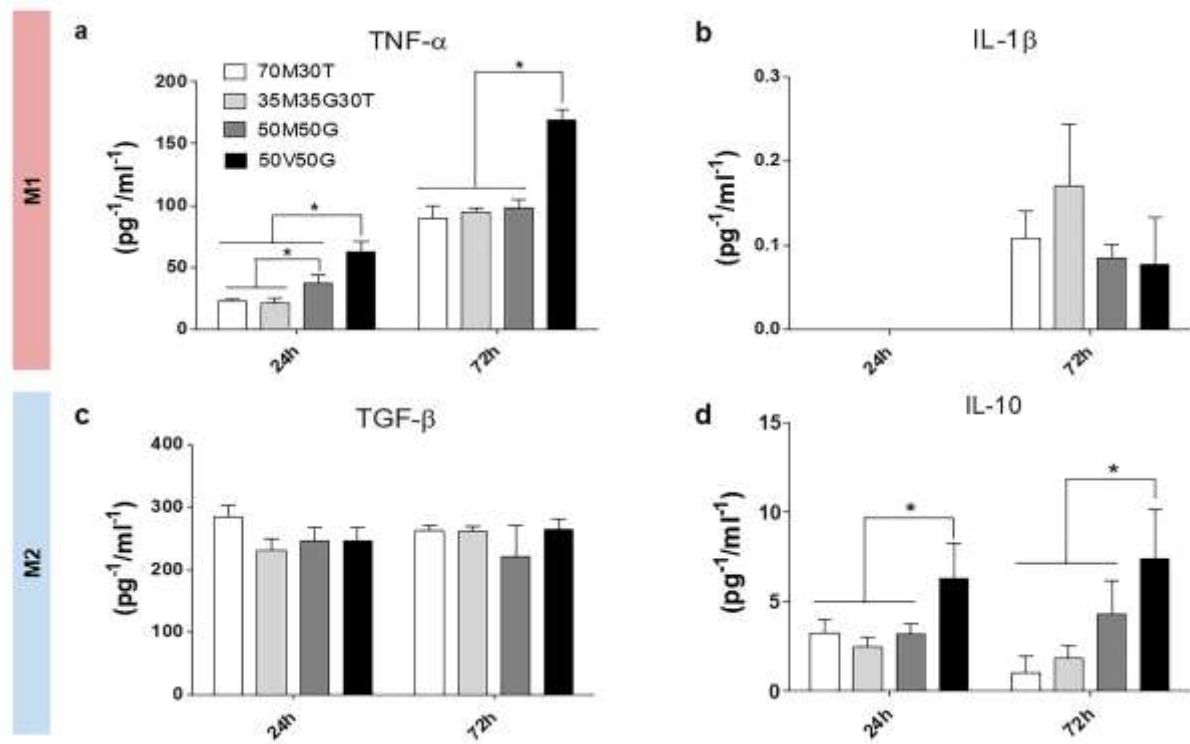 M1
a
TNF-α
(pg⁻¹/ml⁻¹)
200
150
100
50
0
70M30T
35M35G30T
50M50G
50V50G
*
*
*
24h
72h
b
IL-1β
(pg⁻¹/ml⁻¹)
0.3
0.2
0.1
0.0
24h
72h
M2
c
TGF-β
(pg⁻¹/ml⁻¹)
400
300
200
100
0
24h
72h
d
IL-10
(pg⁻¹/ml⁻¹)
15
10
5
0
*
*
24h
72h